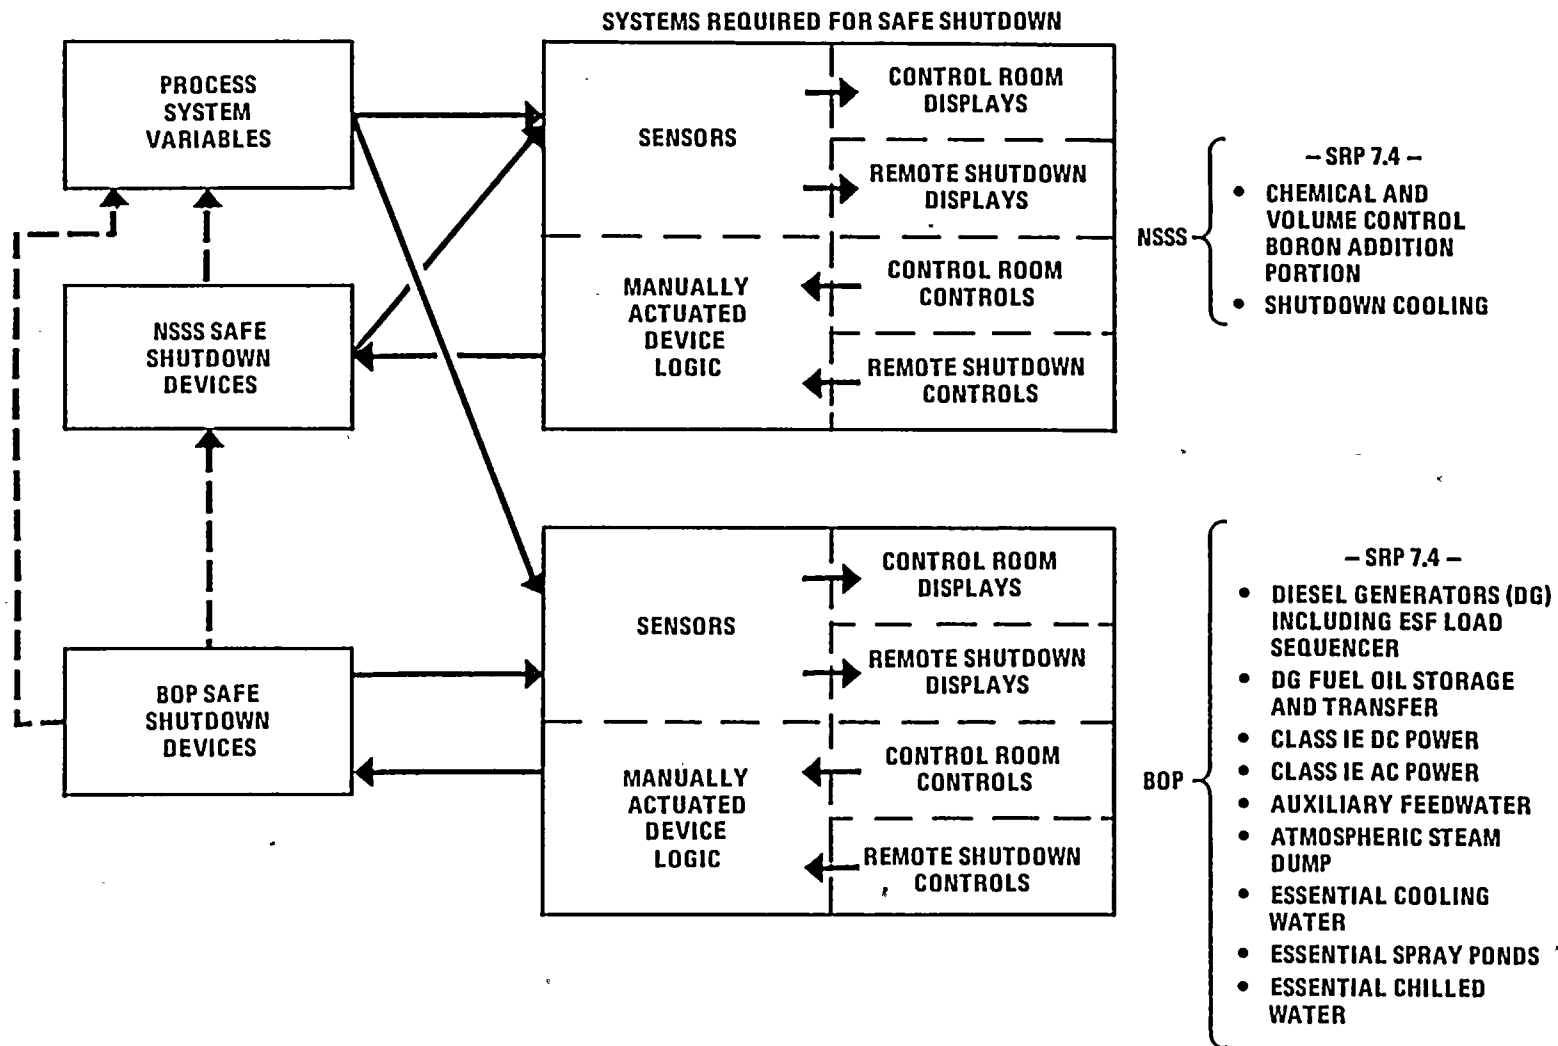 SYSTEMS REQUIRED FOR SAFE SHUTDOWN
PROCESS
SYSTEM
VARIABLES
NSSS SAFE
SHUTDOWN
DEVICES
BOP SAFE
SHUTDOWN
DEVICES
SENSORS
CONTROL ROOM
DISPLAYS
REMOTE SHUTDOWN
DISPLAYS
MANUALLY
ACTUATED
DEVICE
LOGIC
CONTROL ROOM
CONTROLS
REMOTE SHUTDOWN
CONTROLS
NSSS
– SRP 7.4 –
• CHEMICAL AND
VOLUME CONTROL
BORON ADDITION
PORTION
• SHUTDOWN COOLING
SENSORS
CONTROL ROOM
DISPLAYS
REMOTE SHUTDOWN
DISPLAYS
MANUALLY
ACTUATED
DEVICE
LOGIC
CONTROL ROOM
CONTROLS
REMOTE SHUTDOWN
CONTROLS
BOP
– SRP 7.4 –
• DIESEL GENERATORS (DG)
INCLUDING ESF LOAD
SEQUENCER
• DG FUEL OIL STORAGE
AND TRANSFER
• CLASS IE DC POWER
• CLASS IE AC POWER
• AUXILIARY FEEDWATER
• ATMOSPHERIC STEAM
DUMP
• ESSENTIAL COOLING
WATER
• ESSENTIAL SPRAY PONDS
• ESSENTIAL CHILLED
WATER